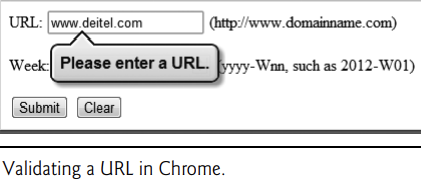 URL: www.deitel.com (http://www.domainname.com)
Please enter a URL.
Week: (yyyy-Wnn, such as 2012-W01)
Submit Clear
Validating a URL in Chrome.